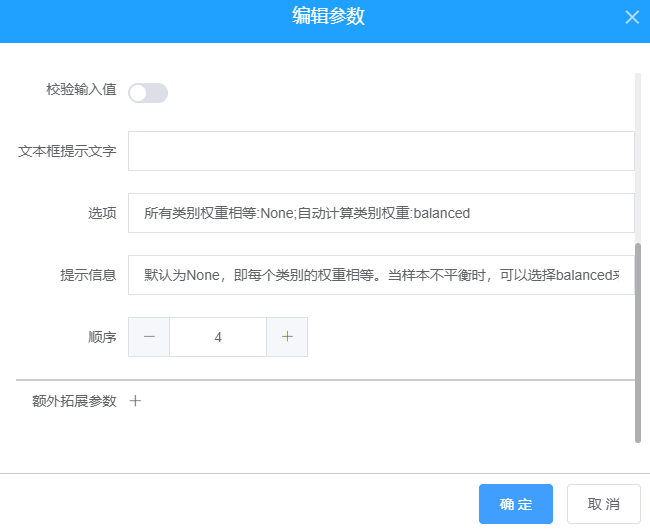 编辑参数
校验输入值
文本框提示文字
选项 所有类别权重相等:None;自动计算类别权重:balanced
提示信息 默认为None，即每个类别的权重相等。当样本不平衡时，可以选择balanced
顺序 4
额外拓展参数
确 定 取 消